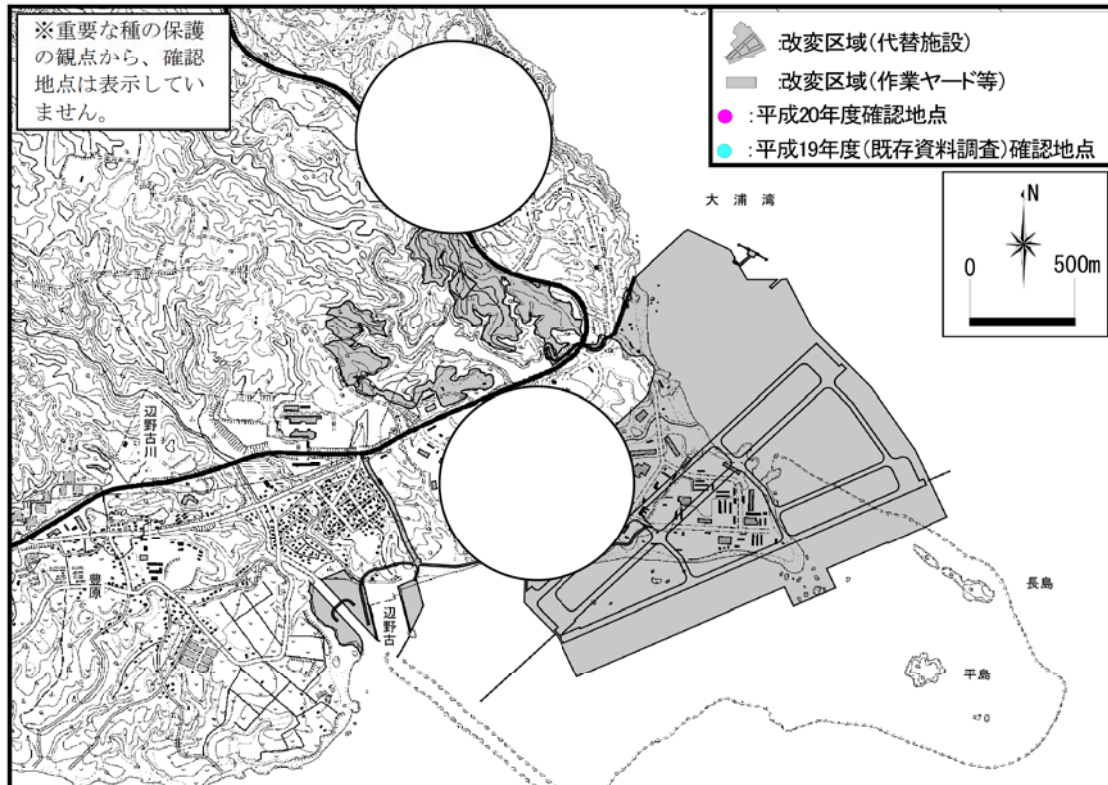 ※重要な種の保護
の観点から、確認
地点は表示してい
ません。
:改変区域(代替施設)
:改変区域(作業ヤード等)
:平成20年度確認地点
:平成19年度(既存資料調査)確認地点
大浦湾
N
0 500m
辺野古川
豊原
辺野古
長島
平島